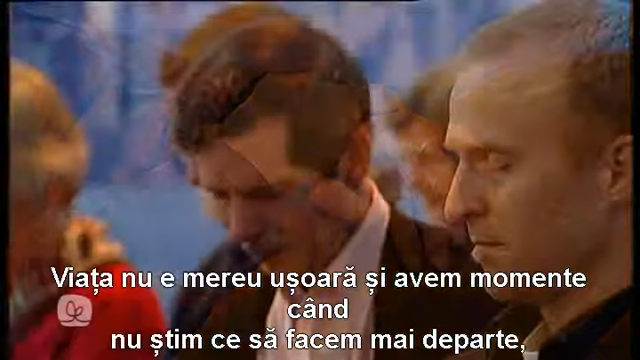 Viața nu e mereu ușoară și avem momente
când
nu știm ce să facem mai departe,